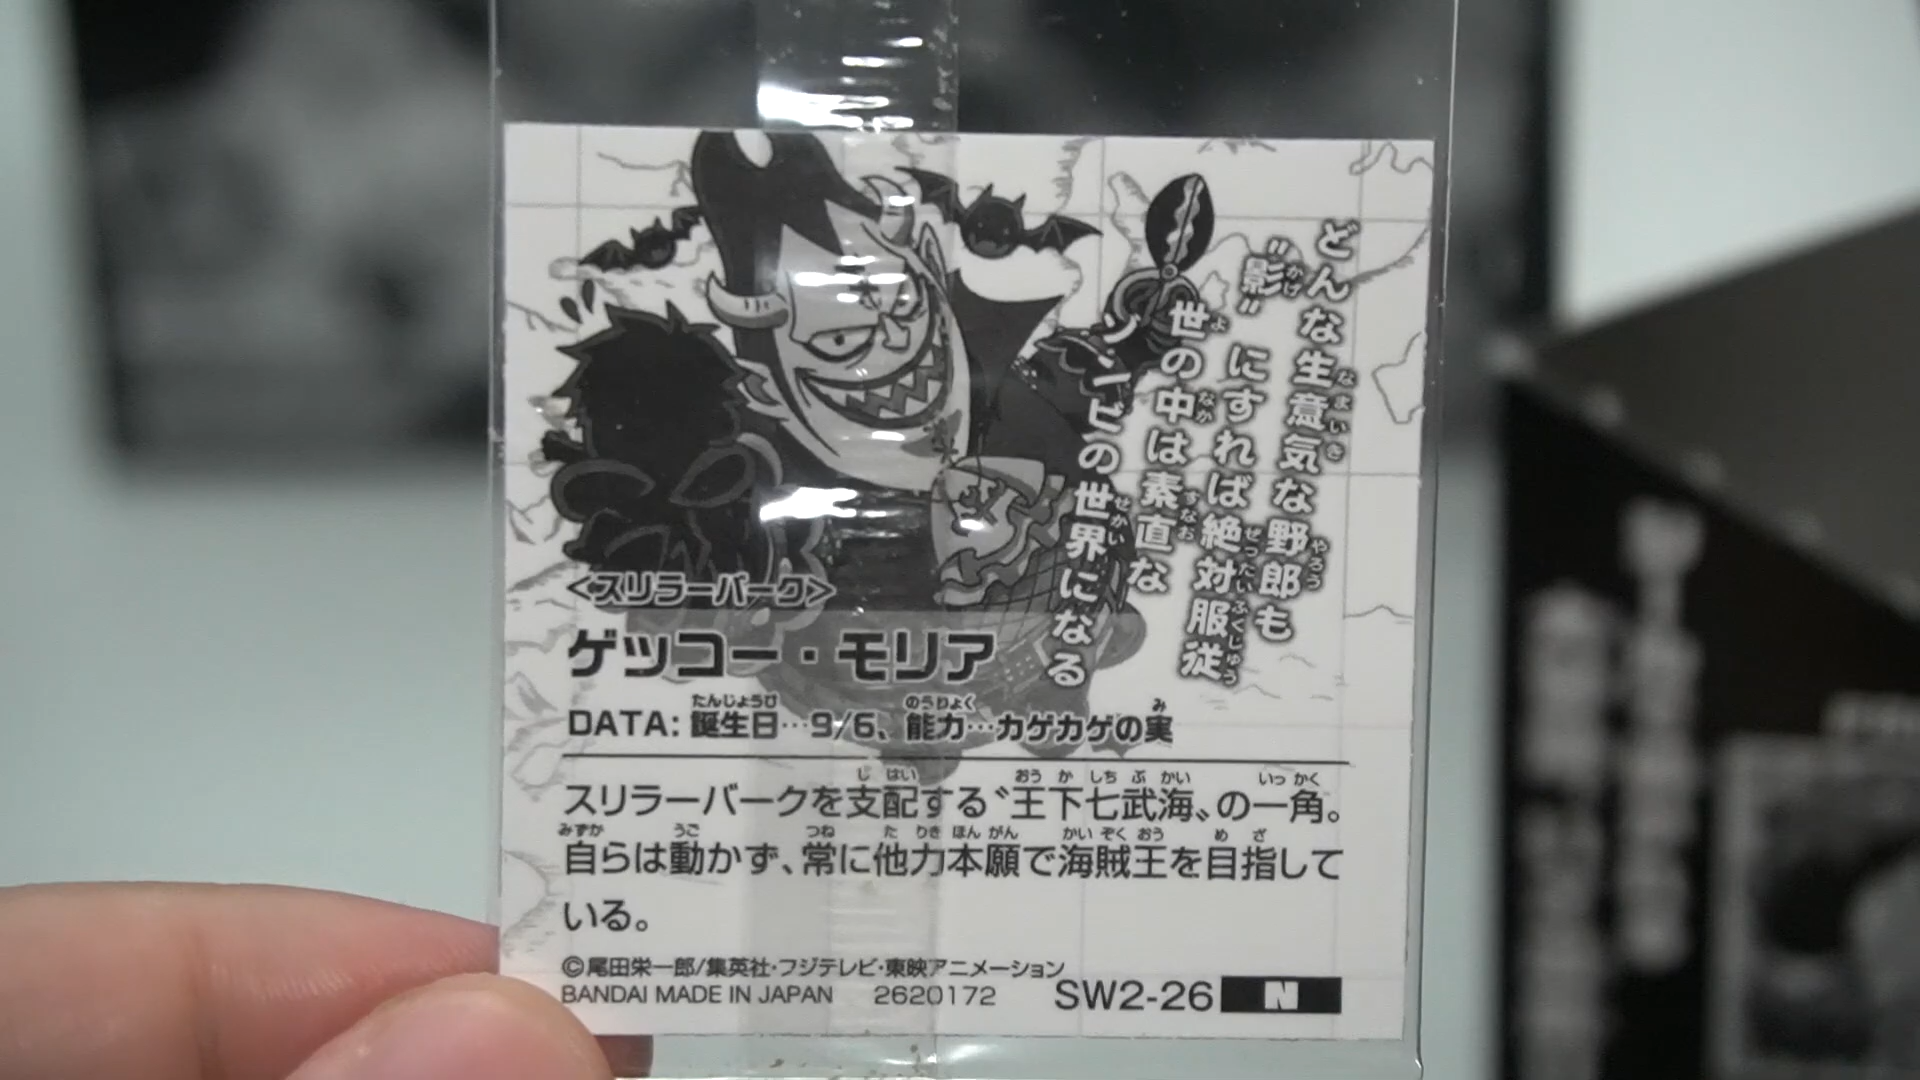 どんな生意気な野郎も
"影"にすれば絶対服従
世の中は素直な
ゾンビの世界になる
<スリラーバーク>
ゲッコー・モリア
DATA: 誕生日…9/6、能力…カゲカゲの実
スリラーバークを支配する〝王下七武海〟の一角。
自らは動かず、常に他力本願で海賊王を目指して
いる。
©尾田栄一郎/集英社・フジテレビ・東映アニメーション
BANDAI MADE IN JAPAN 2620172 SW2-26 N